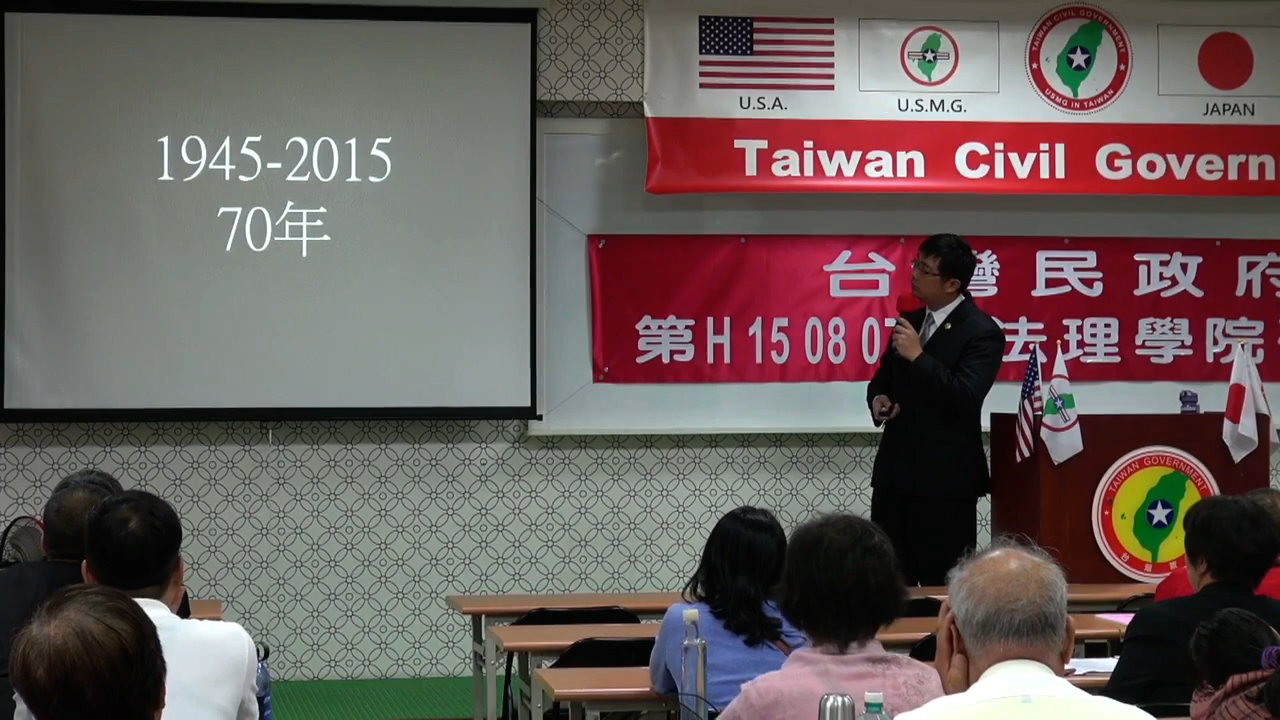 1945-2015
70年
U.S.A.
U.S.M.G.
TAIWAN CIVIL GOVERNMENT
USMG IN TAIWAN
JAPAN
Taiwan Civil Govern
台灣民政府
第H 15 08 07
法理學院
TAIWAN GOVERNMENT